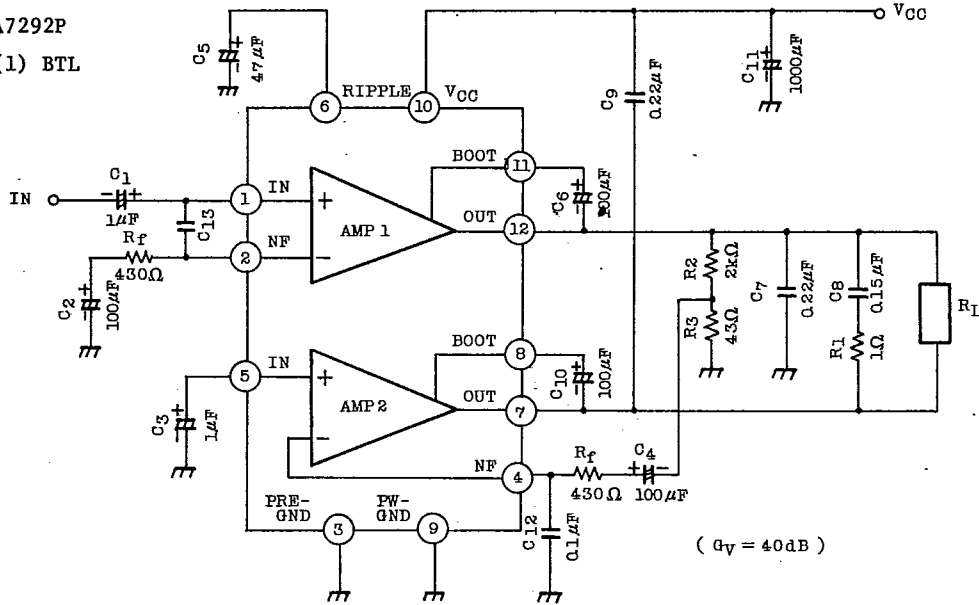 A7292P
(1) BTL
C5
47μF
RIPPLE
VCC
6
10
VCC
C9
0.22μF
C11
1000μF
IN
C1
1μF
C13
Rf
430Ω
C2
100μF
1
IN
2
NF
AMP 1
BOOT
11
OUT
12
C6
100μF
R2
2kΩ
R3
43Ω
C7
0.22μF
C8
0.15μF
R1
1Ω
RL
5
IN
C3
1μF
AMP 2
BOOT
8
OUT
7
C10
100μF
NF
4
Rf
430Ω
C4
100μF
C12
0.1μF
PRE-
GND
3
PW-
GND
9
( GV = 40dB )